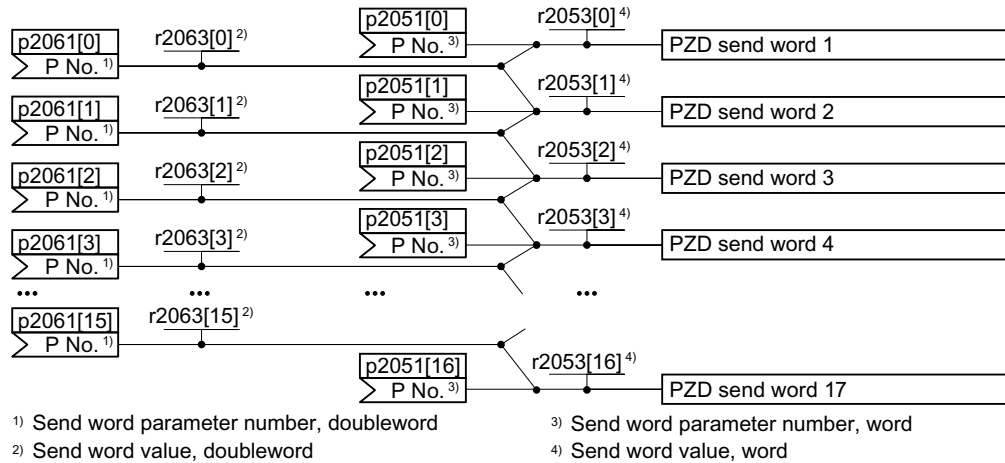 p2051[0] r2053[0] 4)
p2061[0] r2063[0] 2) P No. 3) PZD send word 1
P No. 1)
p2051[1] r2053[1] 4)
p2061[1] r2063[1] 2) P No. 3) PZD send word 2
P No. 1)
p2051[2] r2053[2] 4)
p2061[2] r2063[2] 2) P No. 3) PZD send word 3
P No. 1)
p2051[3] r2053[3] 4)
p2061[3] r2063[3] 2) P No. 3) PZD send word 4
P No. 1)
... ... ... ...
p2061[15] r2063[15] 2)
P No. 1)
p2051[16] r2053[16] 4)
P No. 3) PZD send word 17
1) Send word parameter number, doubleword 3) Send word parameter number, word
2) Send word value, doubleword 4) Send word value, word